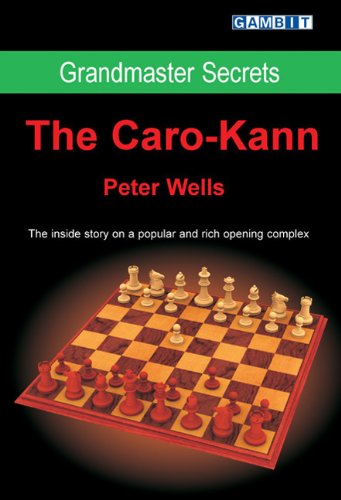 GAMBIT
Grandmaster Secrets
The Caro-Kann
Peter Wells
The inside story on a popular and rich opening complex